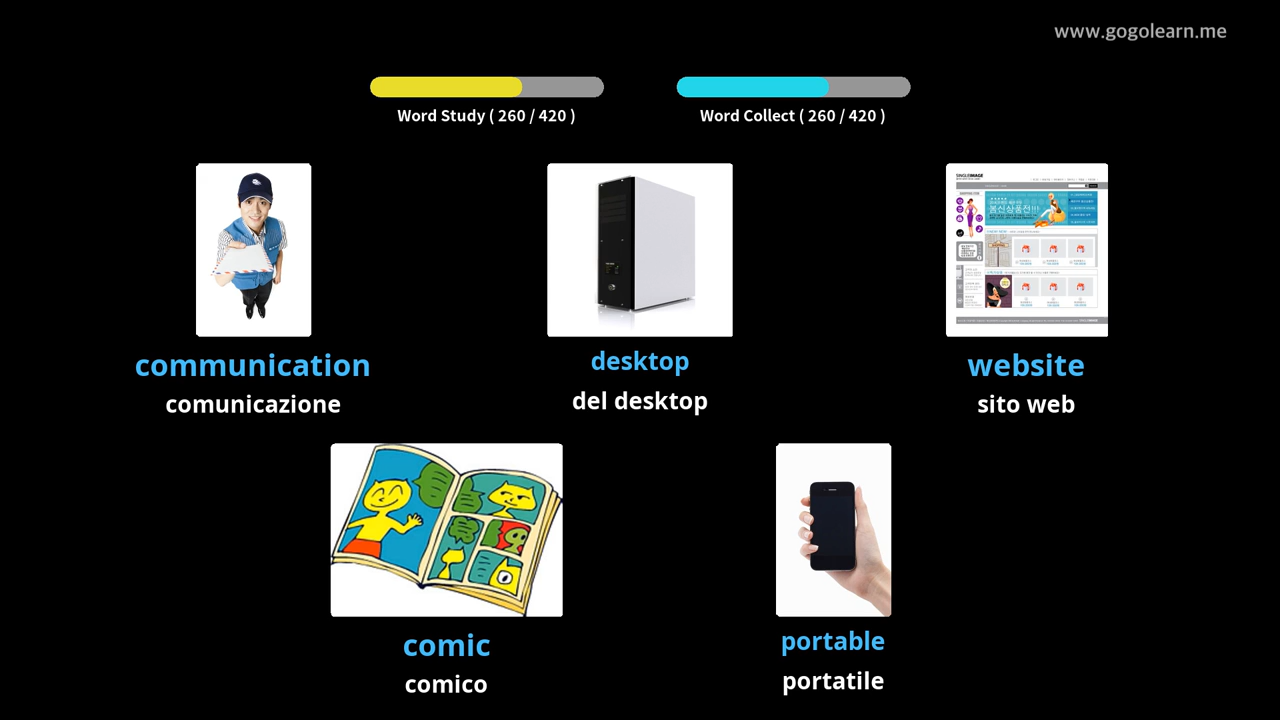 www.gogolearn.me
Word Study ( 260 / 420 )
Word Collect ( 260 / 420 )
communication
comunicazione
desktop
del desktop
website
sito web
comic
comico
portable
portatile